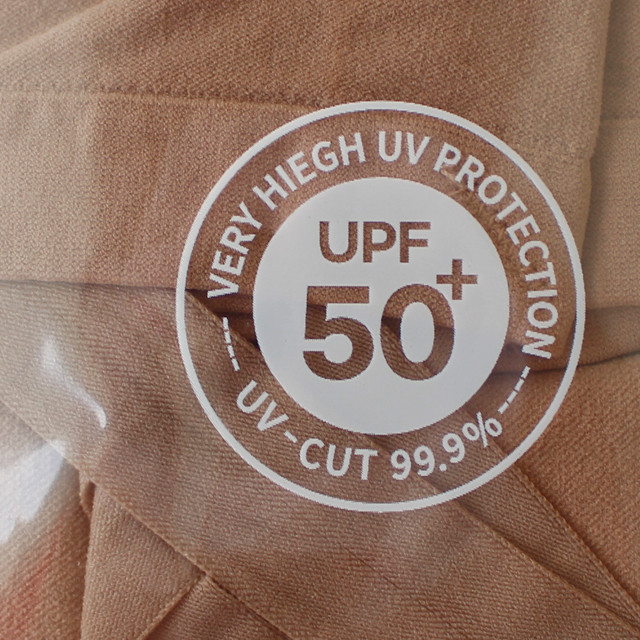 VERY HIEGH UV PROTECTION
UPF
50+
UV-CUT 99.9%